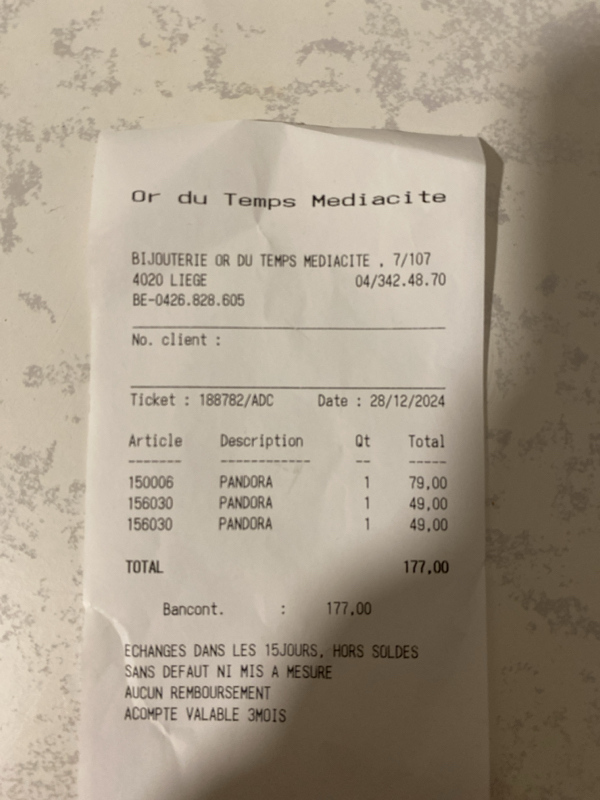 Or du Temps Mediacite
BIJOUTERIE OR DU TEMPS MEDIACITE , 7/107
4020 LIEGE 04/342.48.70
BE-0426.828.605
No. client :
Ticket : 188782/ADC Date : 28/12/2024
Article Description Qt Total
------- ------------ -- -----
150006 PANDORA 1 79,00
156030 PANDORA 1 49,00
156030 PANDORA 1 49,00
TOTAL 177,00
Bancont. : 177,00
ECHANGES DANS LES 15JOURS, HORS SOLDES
SANS DEFAUT NI MIS A MESURE
AUCUN REMBOURSEMENT
ACOMPTE VALABLE 3MOIS